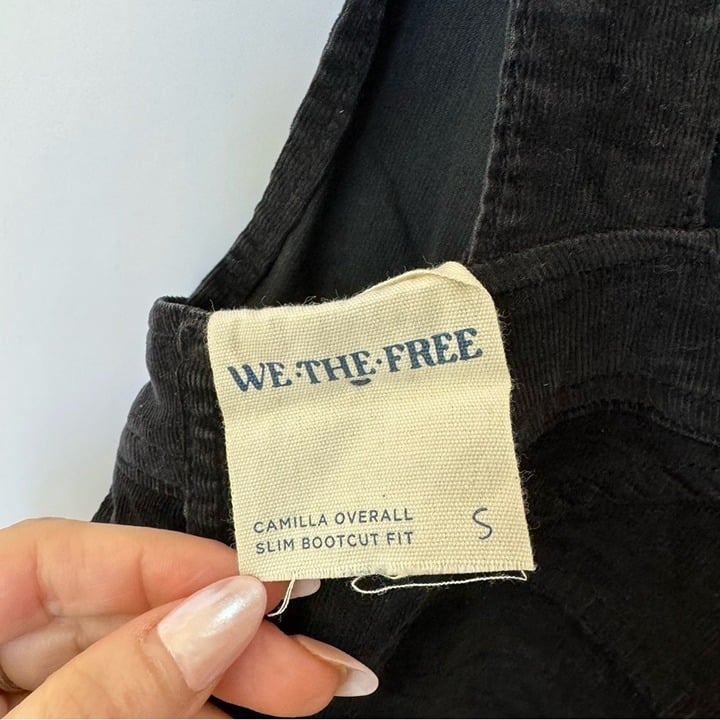 WE·THE·FREE
CAMILLA OVERALL
SLIM BOOTCUT FIT
S